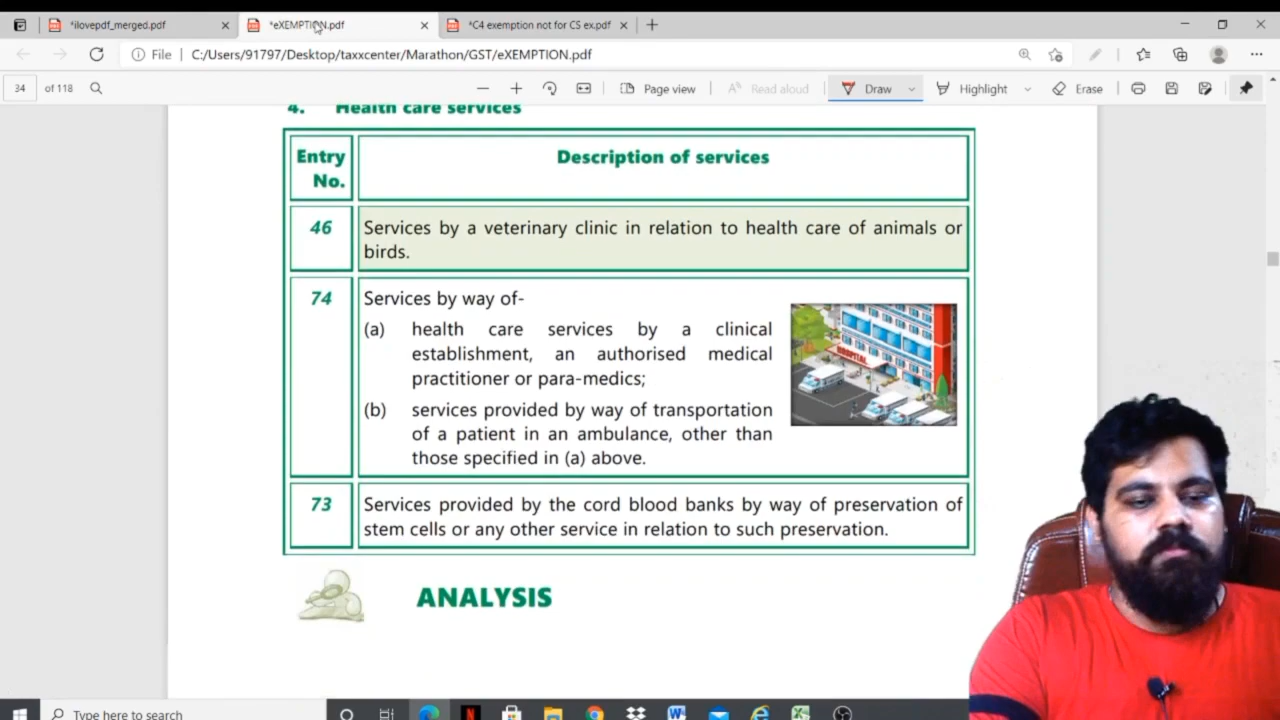 *ilovepdf_merged.pdf
*eXEMPTION.pdf
*C4 exemption not for CS ex.pdf
File C:/Users/91797/Desktop/taxxcenter/Marathon/GST/eXEMPTION.pdf
34 of 118
Page view
Read aloud
Draw
Highlight
Erase
4. Health care services
Entry No.
Description of services
46
Services by a veterinary clinic in relation to health care of animals or
birds.
74
Services by way of-
(a) health care services by a clinical
establishment, an authorised medical
practitioner or para-medics;
(b) services provided by way of transportation
of a patient in an ambulance, other than
those specified in (a) above.
HOSPITAL
73
Services provided by the cord blood banks by way of preservation of
stem cells or any other service in relation to such preservation.
ANALYSIS
Type here to search